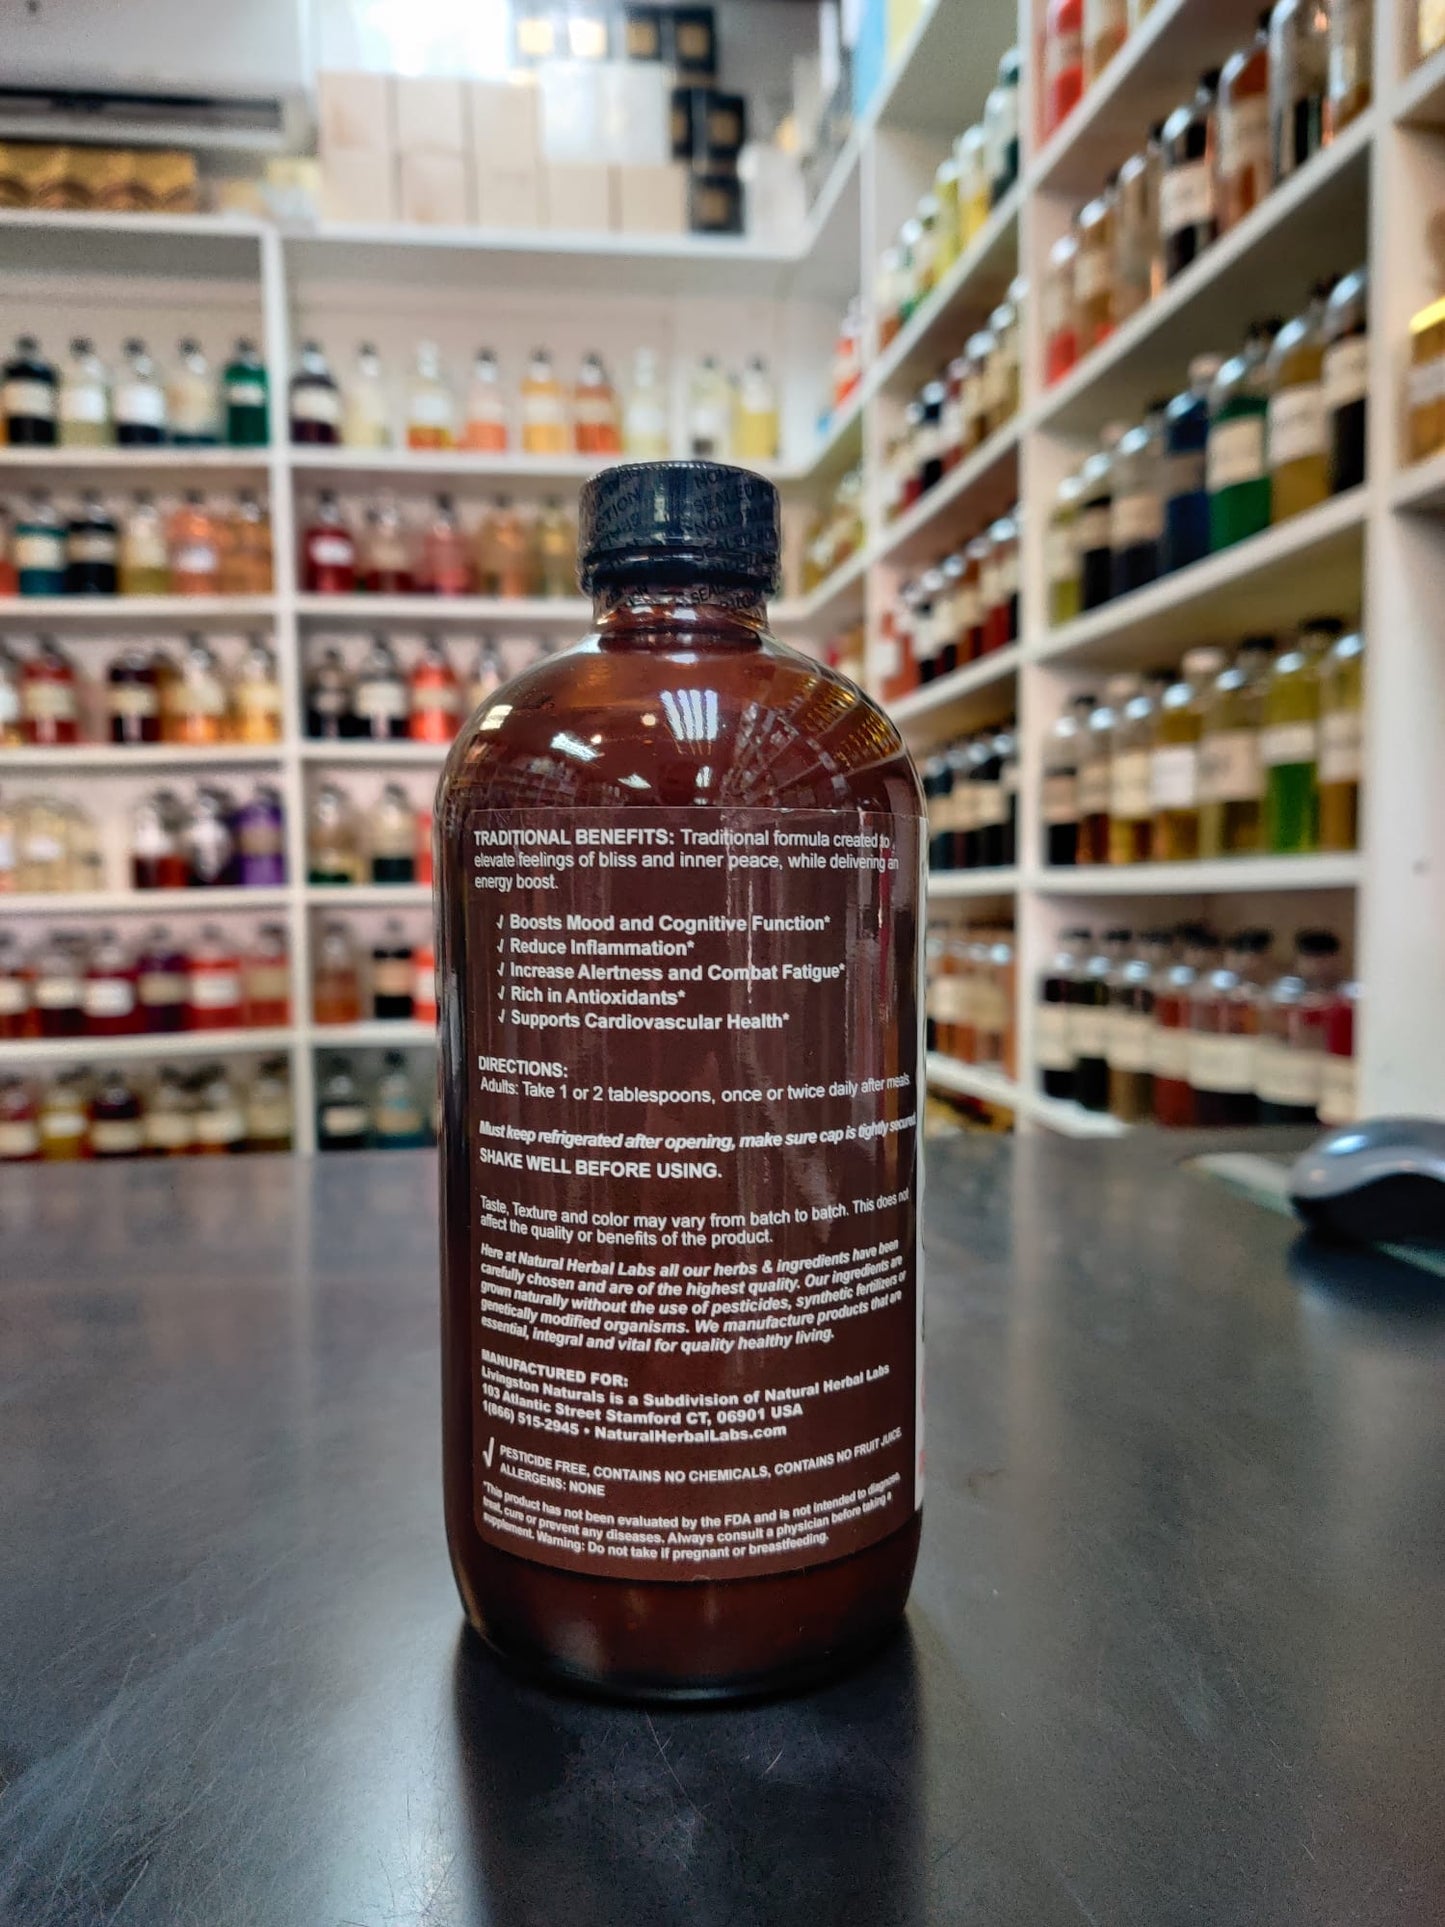 TRADITIONAL BENEFITS: Traditional formula created to
elevate feelings of bliss and inner peace, while delivering an
energy boost.
√ Boosts Mood and Cognitive Function*
√ Reduce Inflammation*
√ Increase Alertness and Combat Fatigue*
√ Rich in Antioxidants*
√ Supports Cardiovascular Health*
DIRECTIONS:
Adults: Take 1 or 2 tablespoons, once or twice daily after meals.
Must keep refrigerated after opening, make sure cap is tightly secured.
SHAKE WELL BEFORE USING.
Taste, Texture and color may vary from batch to batch. This does not
affect the quality or benefits of the product.
Here at Natural Herbal Labs all our herbs & ingredients have been
carefully chosen and are of the highest quality. Our ingredients are
grown naturally without the use of pesticides, synthetic fertilizers or
genetically modified organisms. We manufacture products that are
essential, integral and vital for quality healthy living.
MANUFACTURED FOR:
Livingston Naturals is a Subdivision of Natural Herbal Labs
103 Atlantic Street Stamford CT, 06901 USA
1(866) 515-2945 • NaturalHerbalLabs.com
√ PESTICIDE FREE, CONTAINS NO CHEMICALS, CONTAINS NO FRUIT JUICE.
ALLERGENS: NONE
*This product has not been evaluated by the FDA and is not intended to diagnose,
treat, cure or prevent any diseases. Always consult a physician before taking a
supplement. Warning: Do not take if pregnant or breastfeeding.